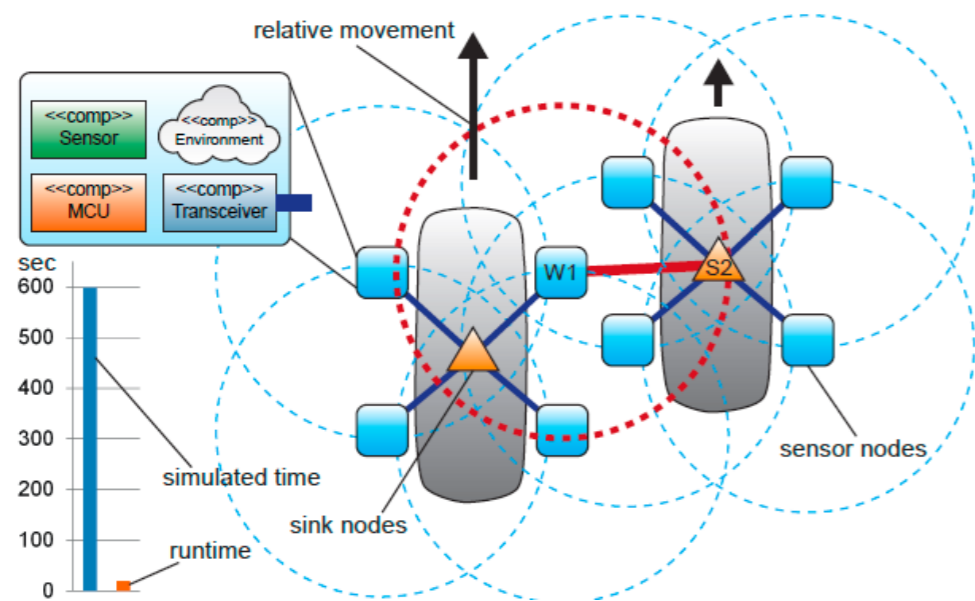 relative movement
<<comp>>
Sensor
<<comp>>
Environment
<<comp>>
MCU
<<comp>>
Transceiver
sec
600
500
400
300
200
100
0
simulated time
runtime
W1
S2
sink nodes
sensor nodes